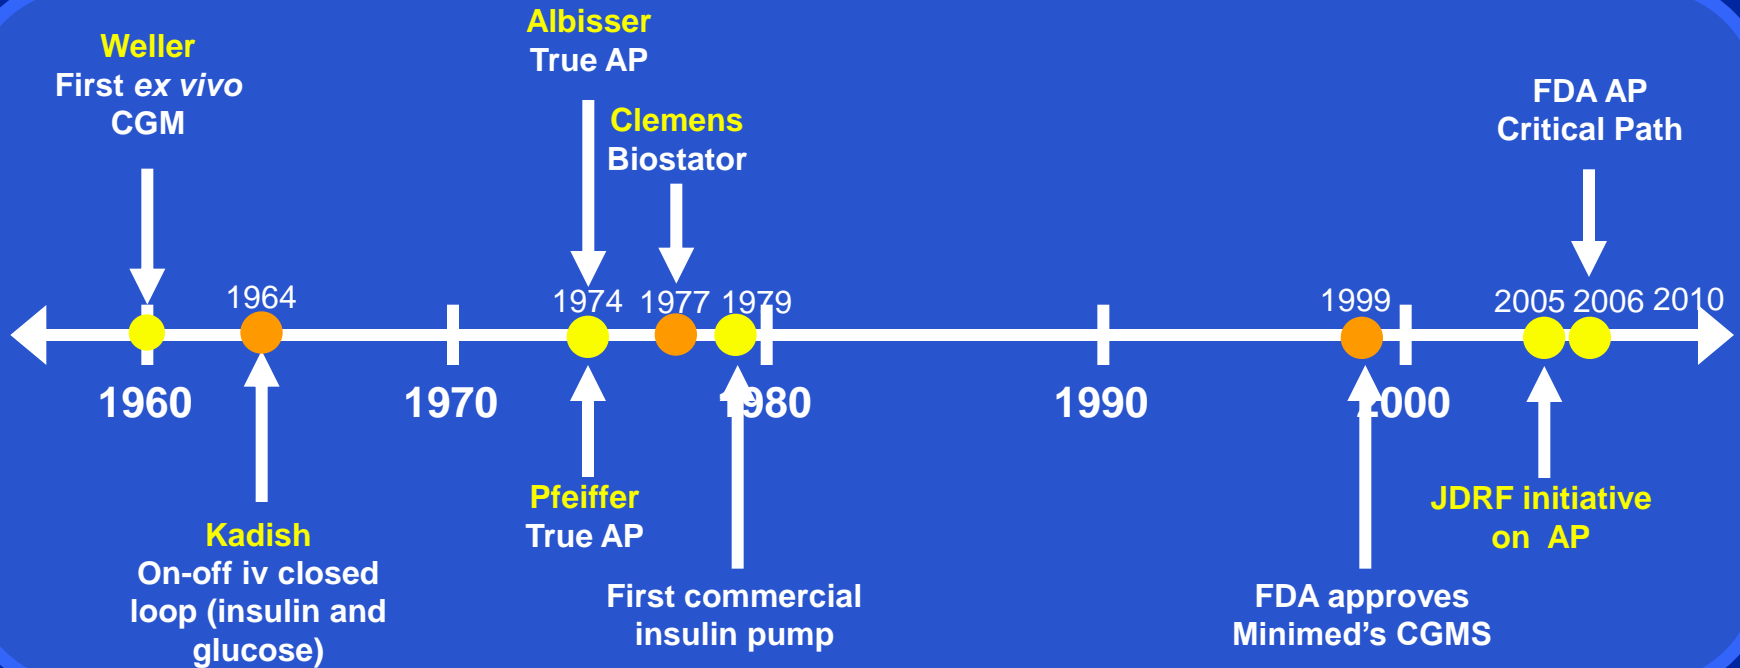 Weller
First ex vivo
CGM
Albisser
True AP
Clemens
Biostator
FDA AP
Critical Path
1964
1974
1977
1979
1999
2005
2006
2010
1960
1970
1980
1990
2000
Kadish
On-off iv closed
loop (insulin and
glucose)
Pfeiffer
True AP
First commercial
insulin pump
FDA approves
Minimed's CGMS
JDRF initiative
on AP